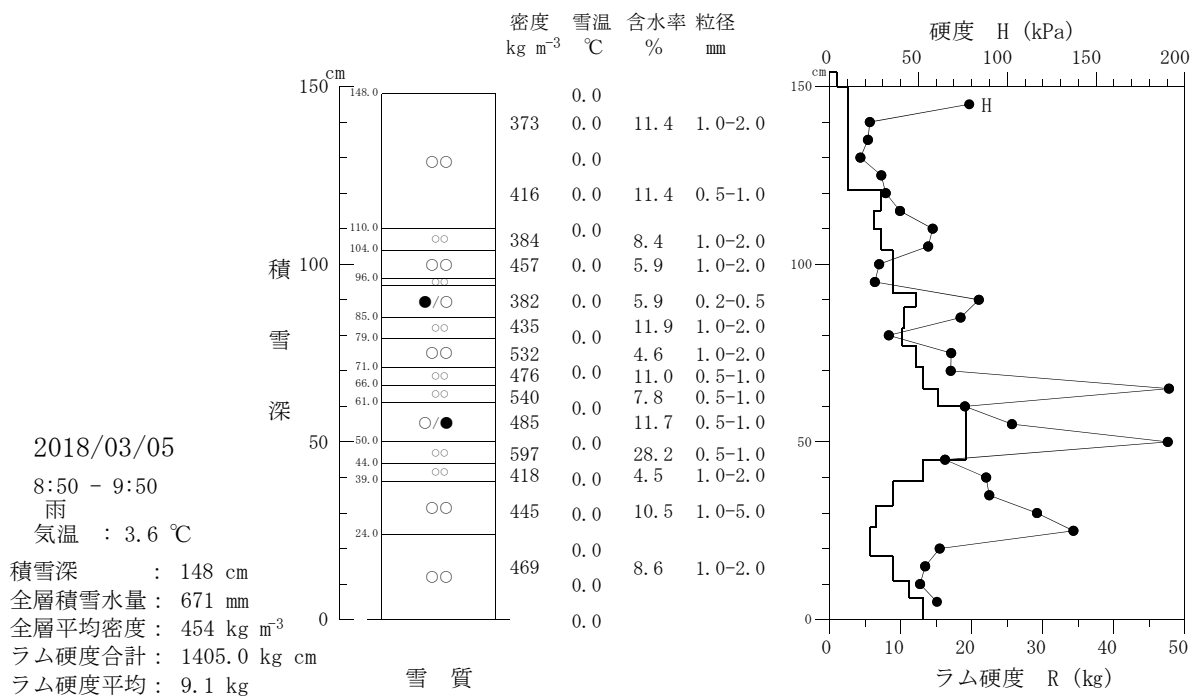 密度 雪温 含水率 粒径
kg m⁻³ ℃ % mm
硬度 H (kPa)
0 50 100 150 200
cm
150
100
50
0
148.0
110.0
104.0
96.0
85.0
79.0
71.0
66.0
61.0
50.0
44.0
39.0
24.0
0.0
373 0.0 11.4 1.0-2.0
0.0
416 0.0 11.4 0.5-1.0
0.0
384 8.4 1.0-2.0
457 0.0 5.9 1.0-2.0
382 0.0 5.9 0.2-0.5
435 11.9 1.0-2.0
0.0
532 4.6 1.0-2.0
0.0
476 11.0 0.5-1.0
540 7.8 0.5-1.0
0.0
485 11.7 0.5-1.0
0.0
597 28.2 0.5-1.0
418 0.0 4.5 1.0-2.0
445 0.0 10.5 1.0-5.0
0.0
469 8.6 1.0-2.0
0.0
0.0
積雪深
雪 質
cm
150
100
50
0
H
0 10 20 30 40 50
ラム硬度 R (kg)
2018/03/05
8:50 - 9:50
雨
気温 : 3.6 ℃
積雪深 : 148 cm
全層積雪水量 : 671 mm
全層平均密度 : 454 kg m⁻³
ラム硬度合計 : 1405.0 kg cm
ラム硬度平均 : 9.1 kg